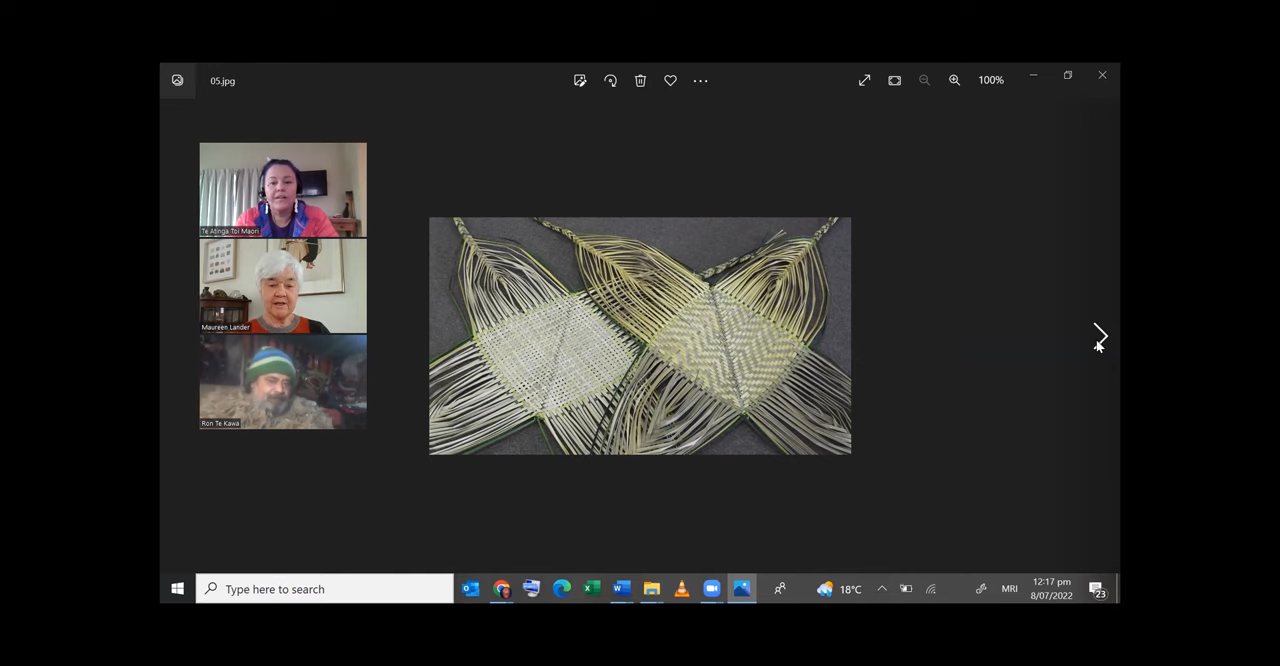 05.jpg
100%
Te Atinga Toi Maori
Maureen Lander
Ron Te Kawa
Type here to search
18°C
MRI
12:17 pm
8/07/2022
23